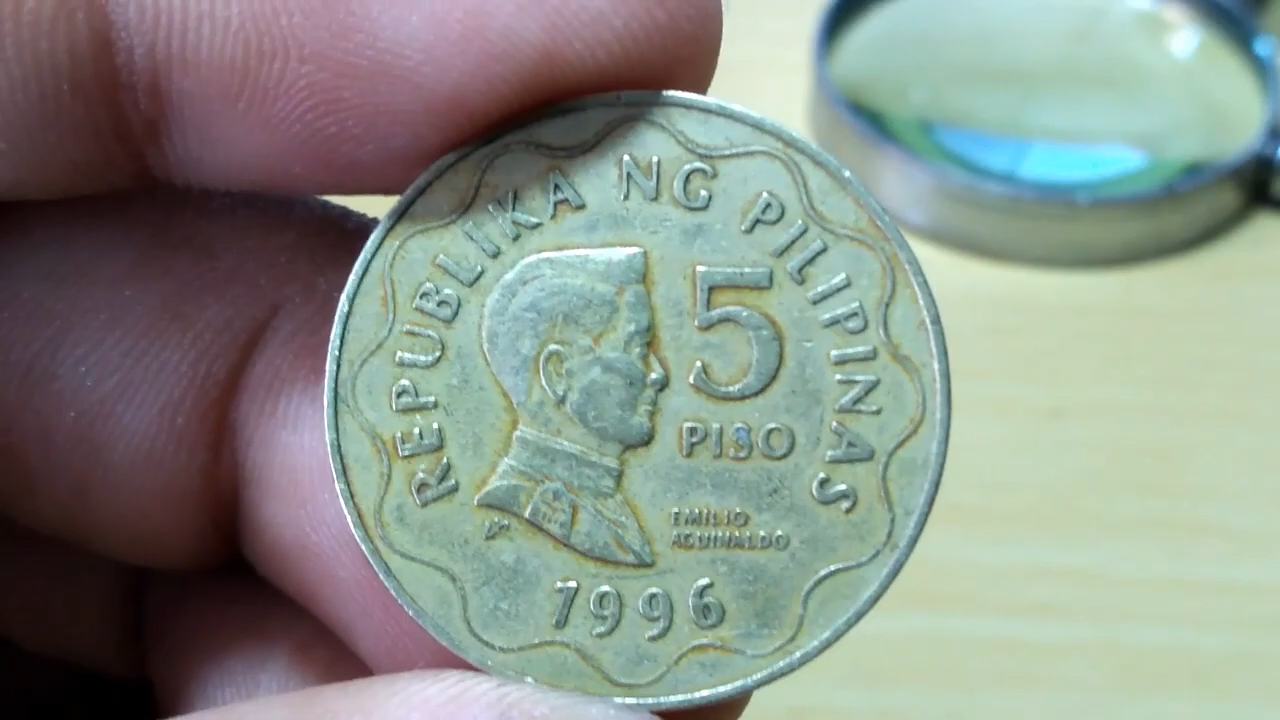 REPUBLIKA NG PILIPINAS
5
PISO
EMILIO
AGUINALDO
1996